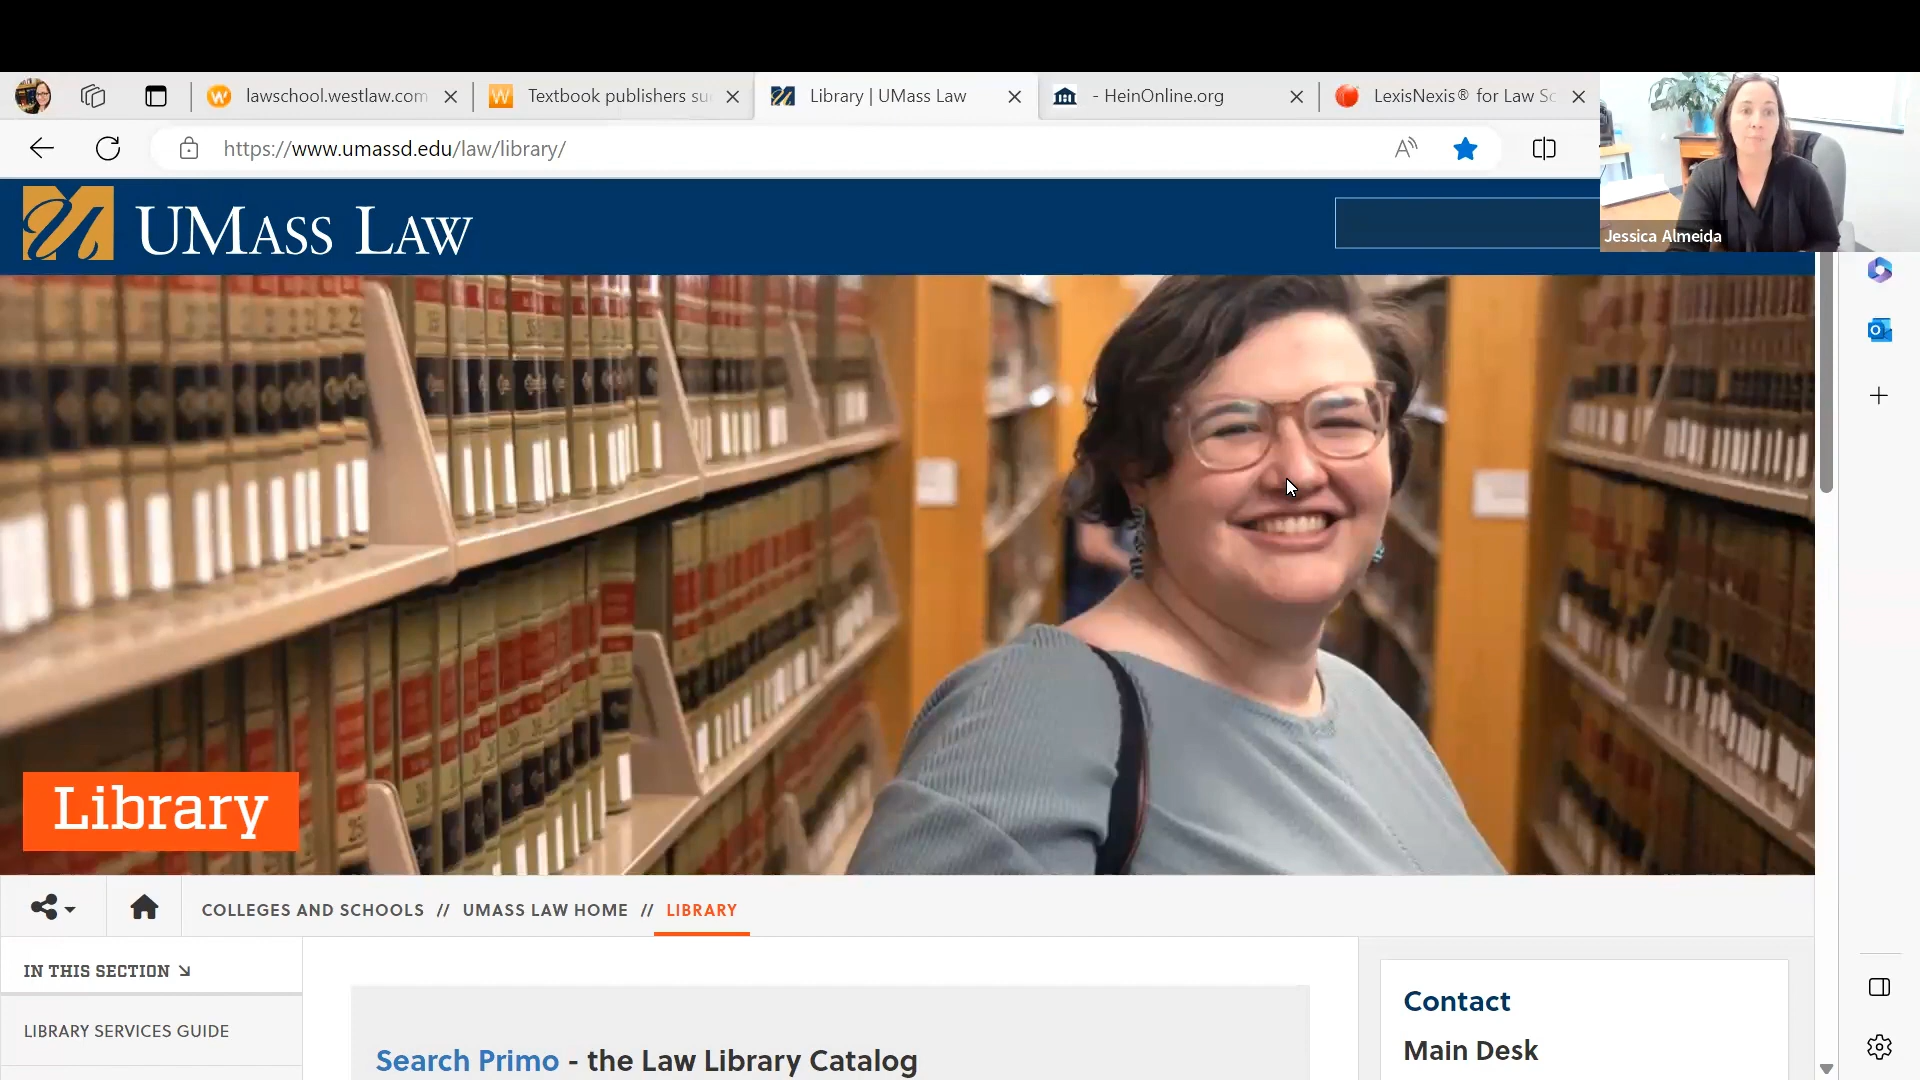 lawschool.westlaw.com
Textbook publishers su
Library | UMass Law
- HeinOnline.org
LexisNexis® for Law Sc
https://www.umassd.edu/law/library/
UMASS LAW
Jessica Almeida
Library
COLLEGES AND SCHOOLS // UMASS LAW HOME // LIBRARY
IN THIS SECTION
LIBRARY SERVICES GUIDE
Search Primo - the Law Library Catalog
Contact
Main Desk